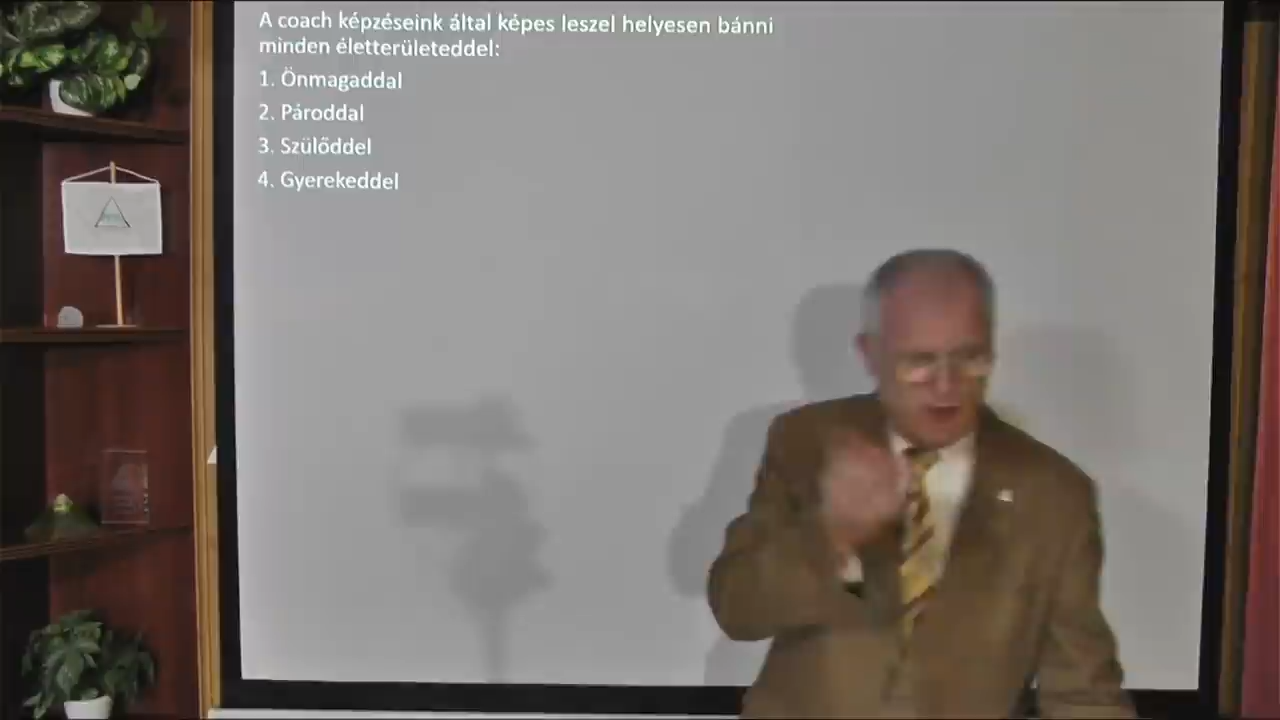 A coach képzéseink által képes leszel helyesen bánni
minden életterületeddel:
1. Önmagaddal
2. Pároddal
3. Szülőddel
4. Gyerekeddel